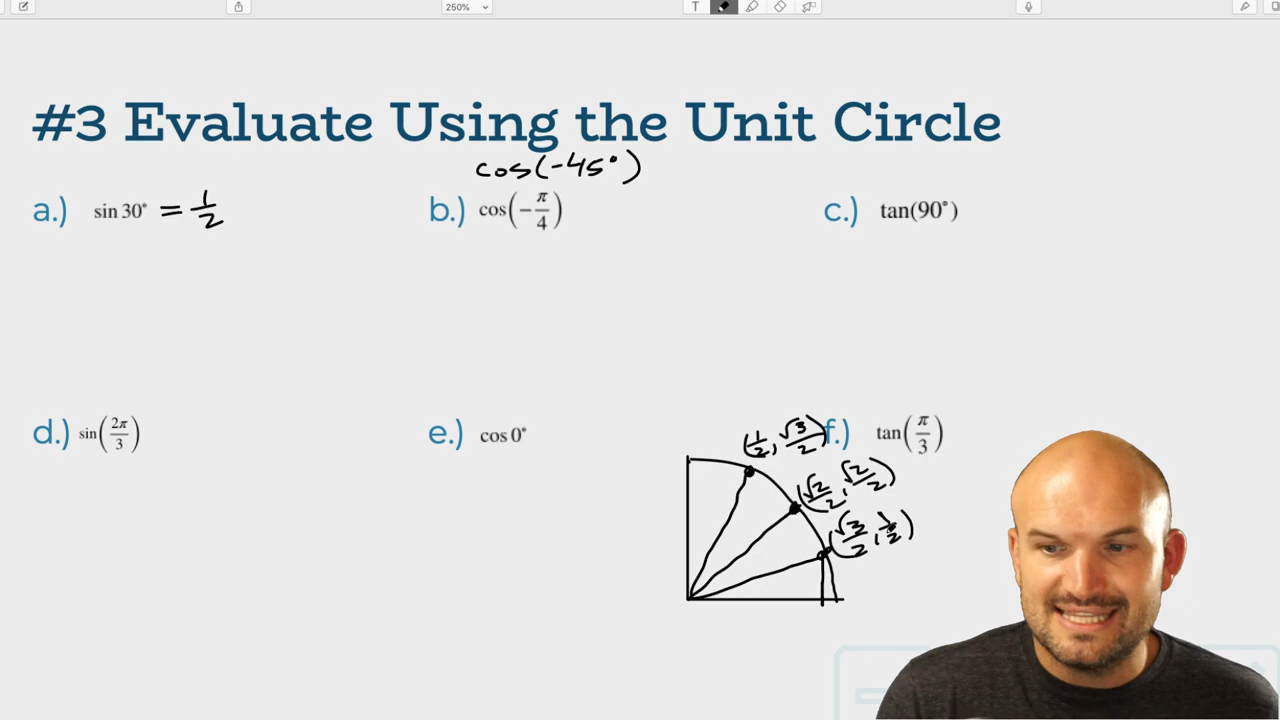 250%
T
#3 Evaluate Using the Unit Circle
cos(-45°)
a.) sin 30° = 1/2
b.) cos(-π/4)
c.) tan(90°)
d.) sin(2π/3)
e.) cos 0°
f.) tan(π/3)
(1/2, √3/2)
(√2/2, √2/2)
(√3/2, 1/2)